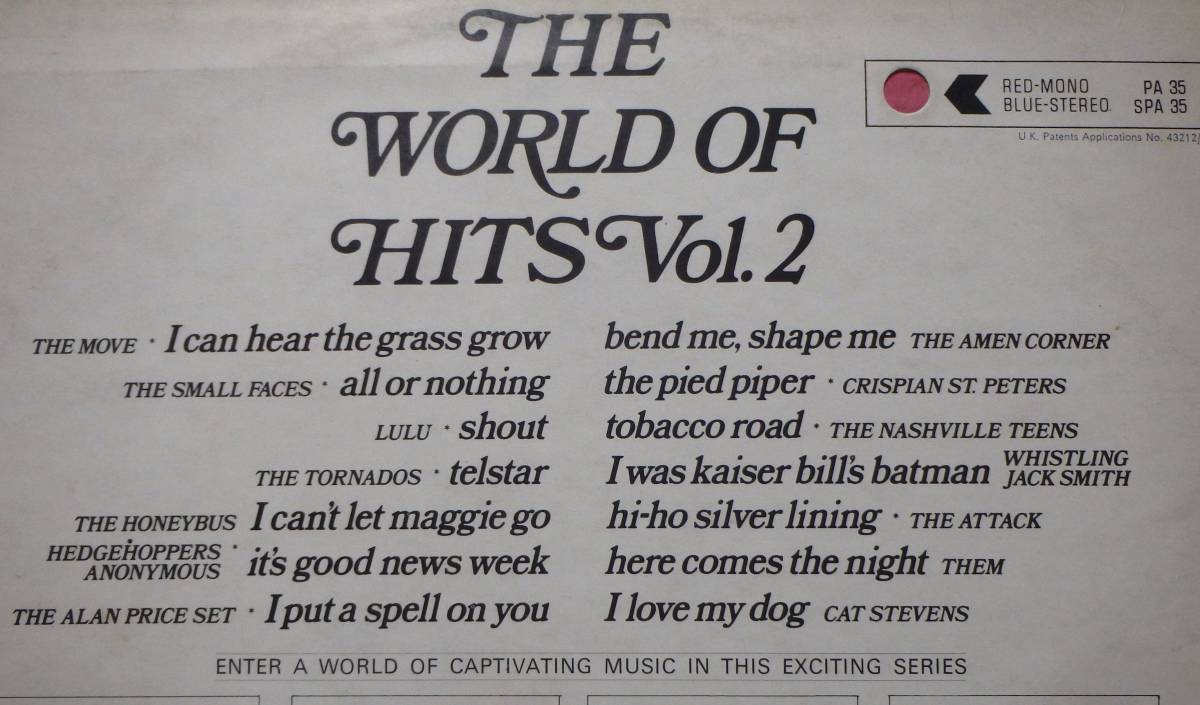 THE
WORLD OF
HITS Vol. 2
RED-MONO PA 35
BLUE-STEREO SPA 35
U.K. Patents Applications No. 43212/
THE MOVE · I can hear the grass grow
THE SMALL FACES · all or nothing
LULU · shout
THE TORNADOS · telstar
THE HONEYBUS I can't let maggie go
HEDGEHOPPERS ANONYMOUS · it's good news week
THE ALAN PRICE SET · I put a spell on you
bend me, shape me THE AMEN CORNER
the pied piper · CRISPIAN ST. PETERS
tobacco road · THE NASHVILLE TEENS
I was kaiser bill's batman WHISTLING JACK SMITH
hi-ho silver lining · THE ATTACK
here comes the night THEM
I love my dog CAT STEVENS
ENTER A WORLD OF CAPTIVATING MUSIC IN THIS EXCITING SERIES